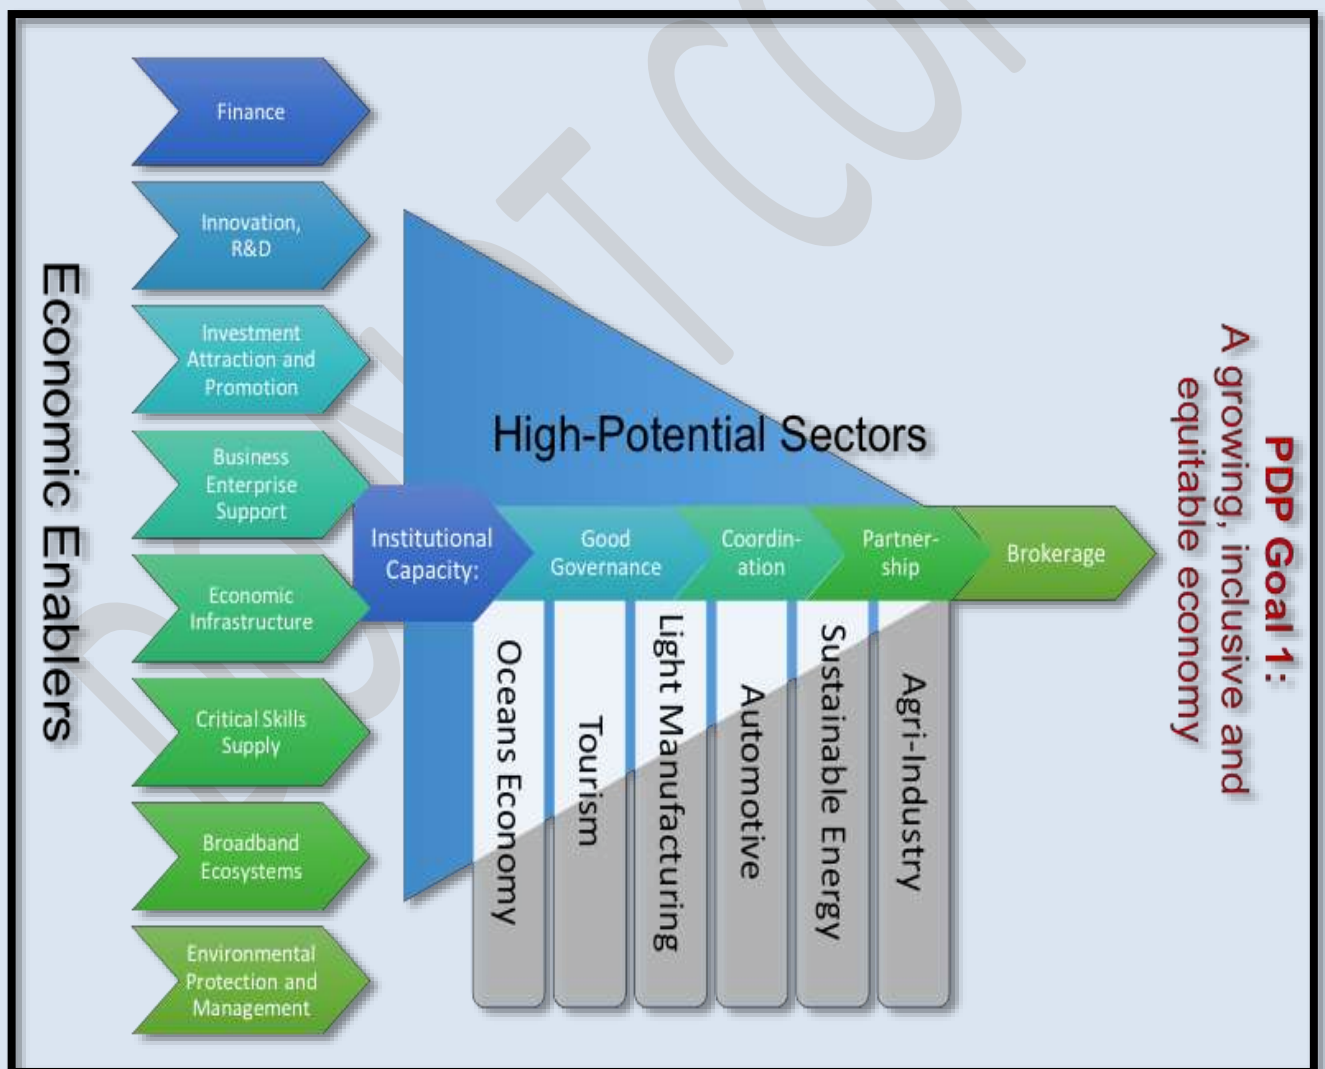 Economic Enablers
Finance
Innovation,
R&D
Investment
Attraction and
Promotion
Business
Enterprise
Support
Economic
Infrastructure
Critical Skills
Supply
Broadband
Ecosystems
Environmental
Protection and
Management
High-Potential Sectors
Institutional
Capacity:
Good
Governance
Coordin-
ation
Partner-
ship
Brokerage
Oceans Economy
Tourism
Light Manufacturing
Automotive
Sustainable Energy
Agri-Industry
PDP Goal 1:
A growing, inclusive and
equitable economy